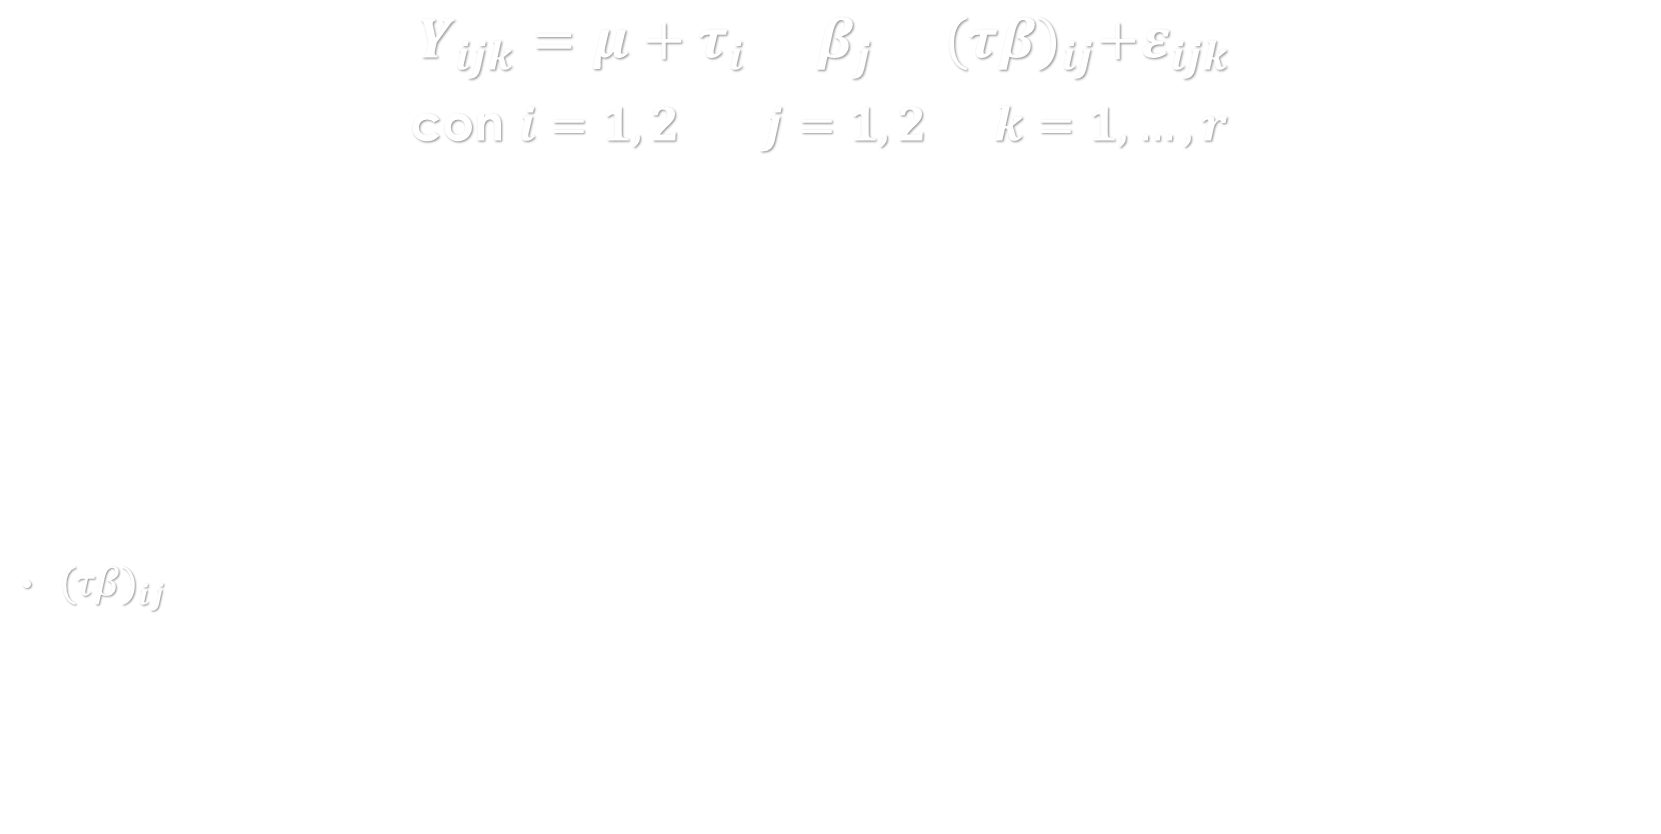 Y_{ijk} = μ + τ_i β_j (τβ)_{ij}+ε_{ijk}
con i = 1,2 j = 1,2 k = 1, … , r
• (τβ)_{ij}